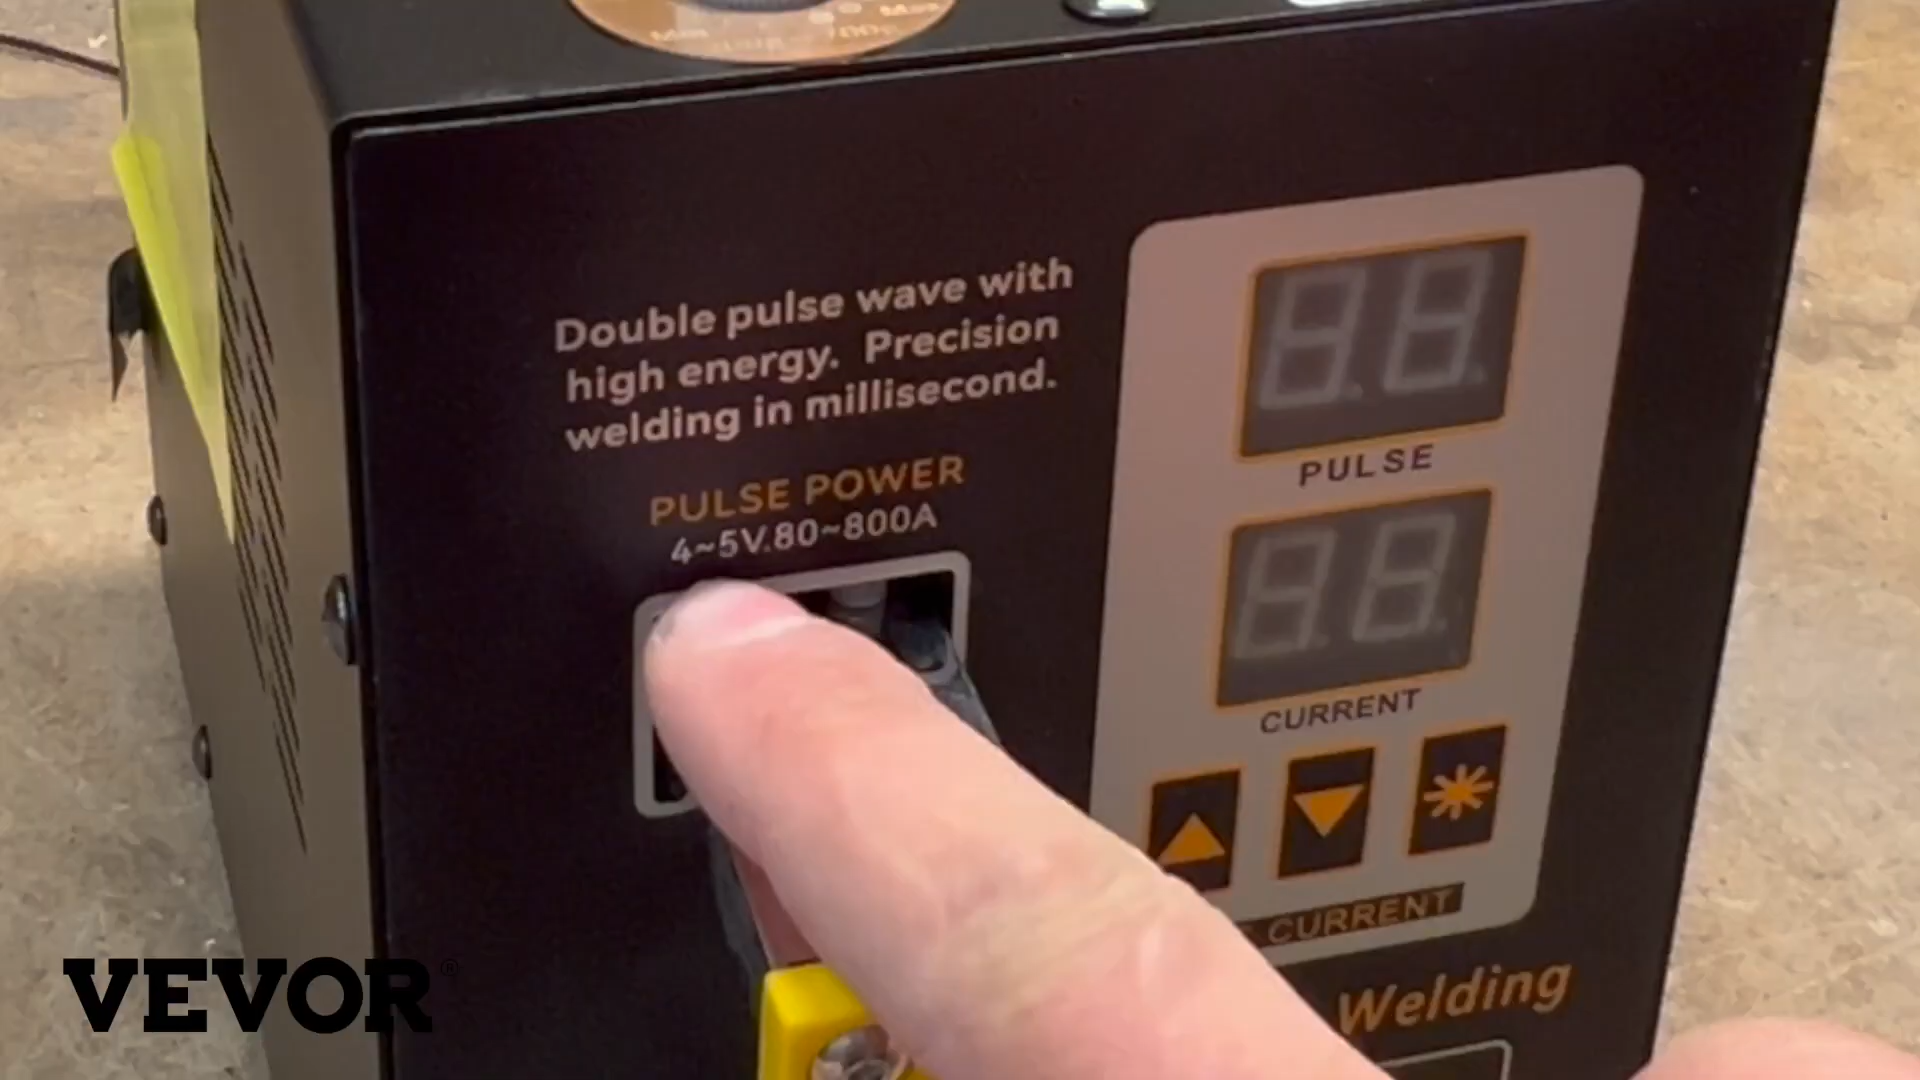 Double pulse wave with
high energy. Precision
welding in millisecond.
PULSE POWER
4~5V.80~800A
PULSE
CURRENT
CURRENT
Welding
VEVOR®